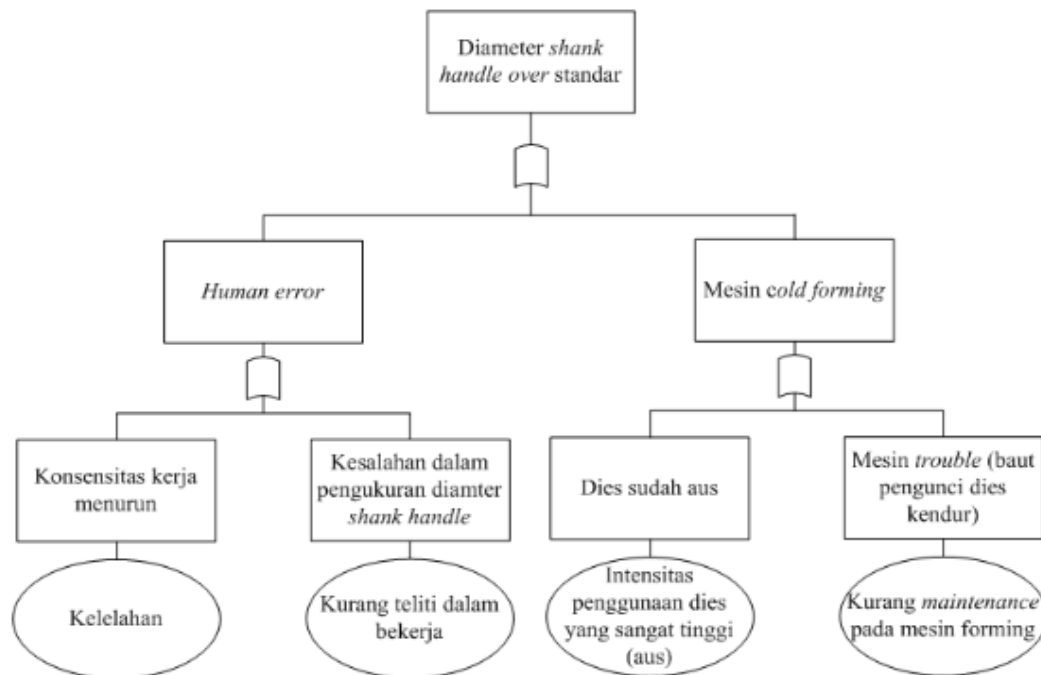 Diameter shank
handle over standar
Human error
Mesin cold forming
Konsensitas kerja
menurun
Kesalahan dalam
pengukuran diamter
shank handle
Dies sudah aus
Mesin trouble (baut
pengunci dies
kendur)
Kelelahan
Kurang teliti dalam
bekerja
Intensitas
penggunaan dies
yang sangat tinggi
(aus)
Kurang maintenance
pada mesin forming